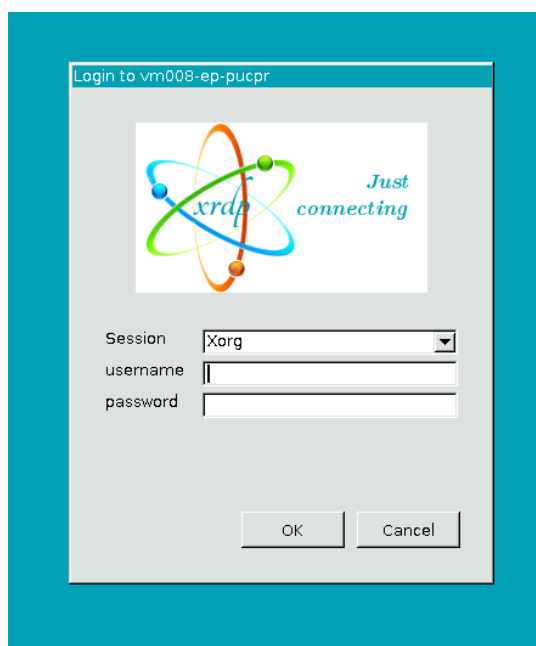 Login to vm008-ep-pucpr
xrdp
Just
connecting
Session Xorg
username
password
OK Cancel